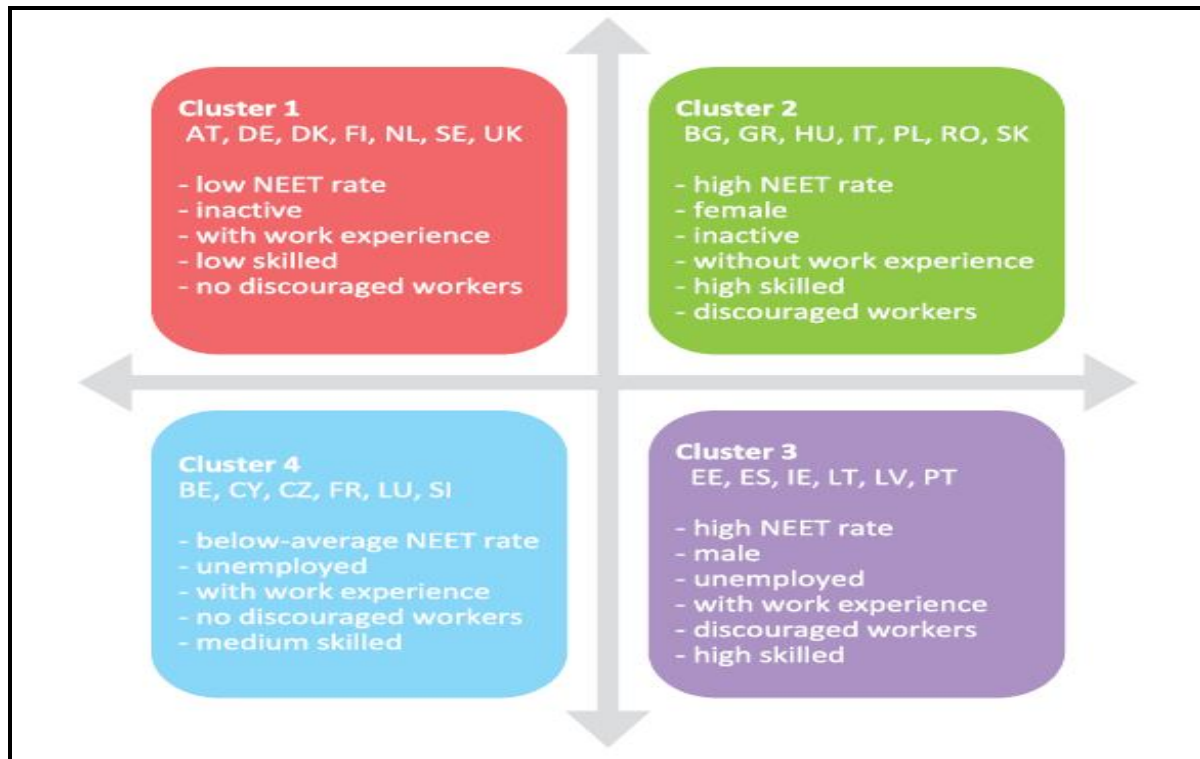 Cluster 1
AT, DE, DK, FI, NL, SE, UK
- low NEET rate
- inactive
- with work experience
- low skilled
- no discouraged workers
Cluster 2
BG, GR, HU, IT, PL, RO, SK
- high NEET rate
- female
- inactive
- without work experience
- high skilled
- discouraged workers
Cluster 4
BE, CY, CZ, FR, LU, SI
- below-average NEET rate
- unemployed
- with work experience
- no discouraged workers
- medium skilled
Cluster 3
EE, ES, IE, LT, LV, PT
- high NEET rate
- male
- unemployed
- with work experience
- discouraged workers
- high skilled